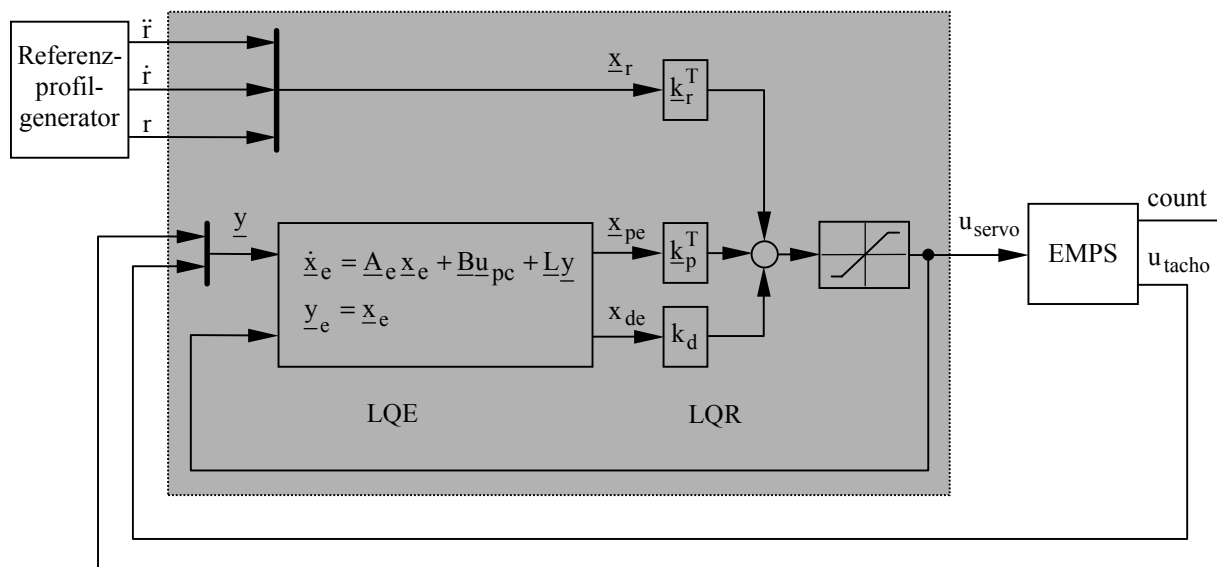 r̈
Referenz-
profil-
generator
ṙ
r
x_r
k_r^T
y
ẋ_e = A_e x_e + B u_pc + L y
y_e = x_e
x_pe
k_p^T
x_de
k_d
LQE
LQR
u_servo
EMPS
count
u_tacho